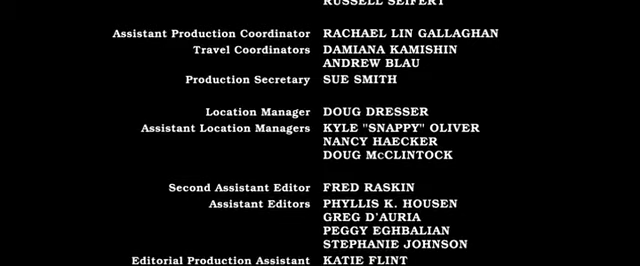 RUSSELL SEIFERT
Assistant Production Coordinator RACHAEL LIN GALLAGHAN
Travel Coordinators DAMIANA KAMISHIN
ANDREW BLAU
Production Secretary SUE SMITH
Location Manager DOUG DRESSER
Assistant Location Managers KYLE "SNAPPY" OLIVER
NANCY HAECKER
DOUG McCLINTOCK
Second Assistant Editor FRED RASKIN
Assistant Editors PHYLLIS K. HOUSEN
GREG D'AURIA
PEGGY EGHBALIAN
STEPHANIE JOHNSON
Editorial Production Assistant KATIE FLINT